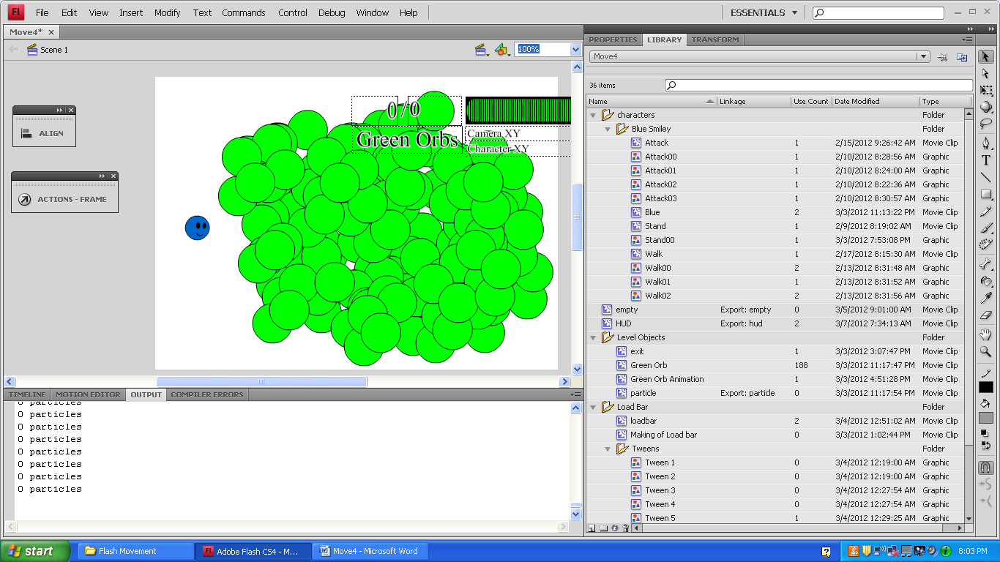 Fl File Edit View Insert Modify Text Commands Control Debug Window Help ESSENTIALS
Move4* ×
Scene 1 100%
ALIGN
ACTIONS - FRAME
0 / 0
Green Orbs
Camera XY
Character XY
TIMELINE MOTION EDITOR OUTPUT COMPILER ERRORS
0 particles
0 particles
0 particles
0 particles
0 particles
0 particles
0 particles
0 particles
PROPERTIES LIBRARY TRANSFORM
Move4
36 items
Name Linkage Use Count Date Modified Type
characters Folder
Blue Smiley Folder
Attack 1 2/15/2012 9:26:42 AM Movie Clip
Attack00 1 2/10/2012 8:28:56 AM Graphic
Attack01 1 2/10/2012 8:24:00 AM Graphic
Attack02 1 2/10/2012 8:22:36 AM Graphic
Attack03 1 2/10/2012 8:30:57 AM Graphic
Blue 2 3/3/2012 11:13:22 PM Movie Clip
Stand 1 2/9/2012 8:19:02 AM Movie Clip
Stand00 1 3/3/2012 7:53:08 PM Graphic
Walk 1 2/17/2012 8:15:30 AM Movie Clip
Walk00 2 2/13/2012 8:31:48 AM Graphic
Walk01 1 2/13/2012 8:31:52 AM Graphic
Walk02 2 2/13/2012 8:31:56 AM Graphic
empty Export: empty 0 3/5/2012 9:01:00 AM Movie Clip
HUD Export: hud 2 3/7/2012 7:34:13 AM Movie Clip
Level Objects Folder
exit 1 3/3/2012 3:07:47 PM Movie Clip
Green Orb 188 3/3/2012 11:17:47 PM Movie Clip
Green Orb Animation 1 3/3/2012 4:51:28 PM Movie Clip
particle Export: particle 0 3/3/2012 11:17:54 PM Movie Clip
Load Bar Folder
loadbar 2 3/4/2012 12:51:02 AM Movie Clip
Making of Load bar 0 3/3/2012 1:02:44 PM Movie Clip
Tweens Folder
Tween 1 0 3/4/2012 12:19:00 AM Graphic
Tween 2 0 3/4/2012 12:19:00 AM Graphic
Tween 3 0 3/4/2012 12:27:54 AM Graphic
Tween 4 0 3/4/2012 12:27:54 AM Graphic
Tween 5 1 3/4/2012 12:29:25 AM Graphic
start Flash Movement Fl Adobe Flash CS4 - M... Move4 - Microsoft Word 8:03 PM